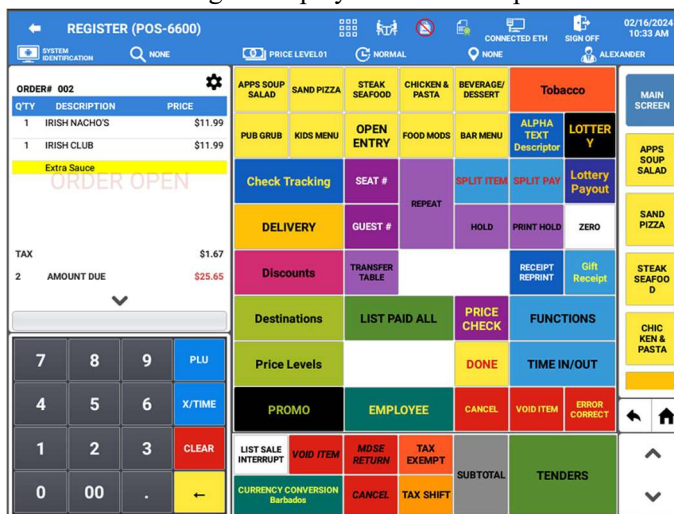 REGISTER (POS-6600)
CONNECTED ETH
SIGN OFF
02/16/2024
10:33 AM
SYSTEM
IDENTIFICATION
NONE
PRICE LEVEL01
NORMAL
NONE
ALEXANDER
ORDER# 002
Q'TY DESCRIPTION PRICE
1 IRISH NACHO'S $11.99
1 IRISH CLUB $11.99
Extra Sauce
ORDER OPEN
TAX $1.67
2 AMOUNT DUE $25.65
7 8 9 PLU
4 5 6 X/TIME
1 2 3 CLEAR
0 00 . ←
APPS SOUP
SALAD
SAND PIZZA
STEAK
SEAFOOD
CHICKEN &
PASTA
BEVERAGE/
DESSERT
Tobacco
PUB GRUB
KIDS MENU
OPEN
ENTRY
FOOD MODS
BAR MENU
ALPHA
TEXT
Descriptor
LOTTER
Y
Check Tracking
SEAT #
REPEAT
SPLIT ITEM
SPLIT PAY
Lottery
Payout
DELIVERY
GUEST #
HOLD
PRINT HOLD
ZERO
Discounts
TRANSFER
TABLE
RECEIPT
REPRINT
Gift
Receipt
Destinations
LIST PAID ALL
PRICE
CHECK
FUNCTIONS
Price Levels
DONE
TIME IN/OUT
PROMO
EMPLOYEE
CANCEL
VOID ITEM
ERROR
CORRECT
LIST SALE
INTERRUPT
VOID ITEM
MDSE
RETURN
TAX
EXEMPT
SUBTOTAL
TENDERS
CURRENCY CONVERSION
Barbados
CANCEL
TAX SHIFT
MAIN
SCREEN
APPS
SOUP
SALAD
SAND
PIZZA
STEAK
SEAFOO
D
CHIC
KEN &
PASTA